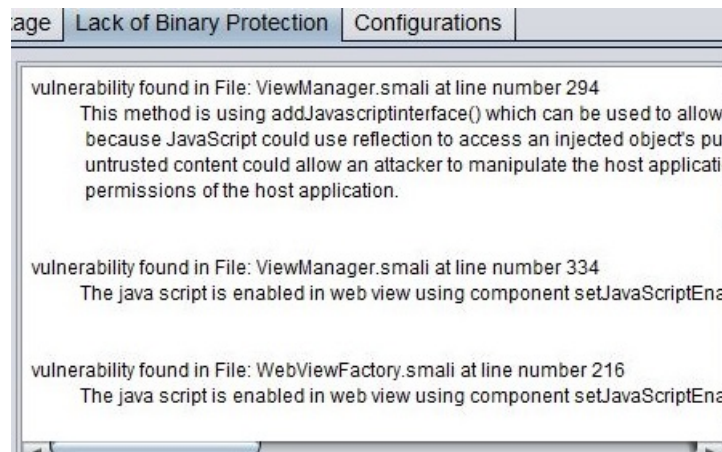 age Lack of Binary Protection Configurations
vulnerability found in File: ViewManager.smali at line number 294
This method is using addJavascriptinterface() which can be used to allow
because JavaScript could use reflection to access an injected object's pu
untrusted content could allow an attacker to manipulate the host applicati
permissions of the host application.
vulnerability found in File: ViewManager.smali at line number 334
The java script is enabled in web view using component setJavaScriptEna
vulnerability found in File: WebViewFactory.smali at line number 216
The java script is enabled in web view using component setJavaScriptEna